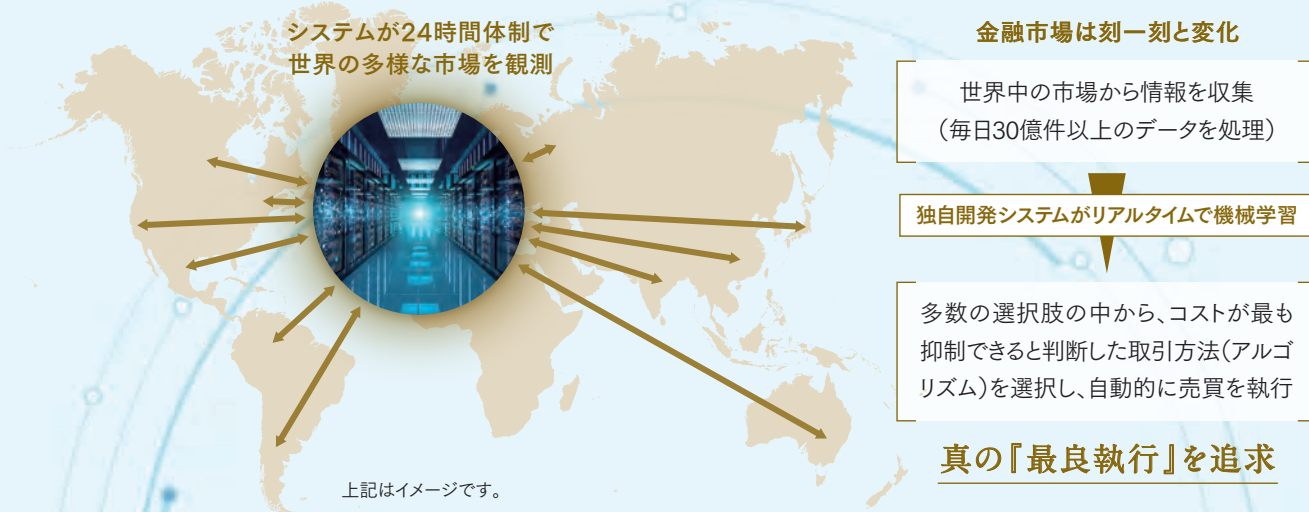 システムが24時間体制で
世界の多様な市場を観測
上記はイメージです。
金融市場は刻一刻と変化
世界中の市場から情報を収集
（毎日30億件以上のデータを処理）
独自開発システムがリアルタイムで機械学習
多数の選択肢の中から、コストが最も
抑制できると判断した取引方法（アルゴ
リズム）を選択し、自動的に売買を執行
真の『最良執行』を追求